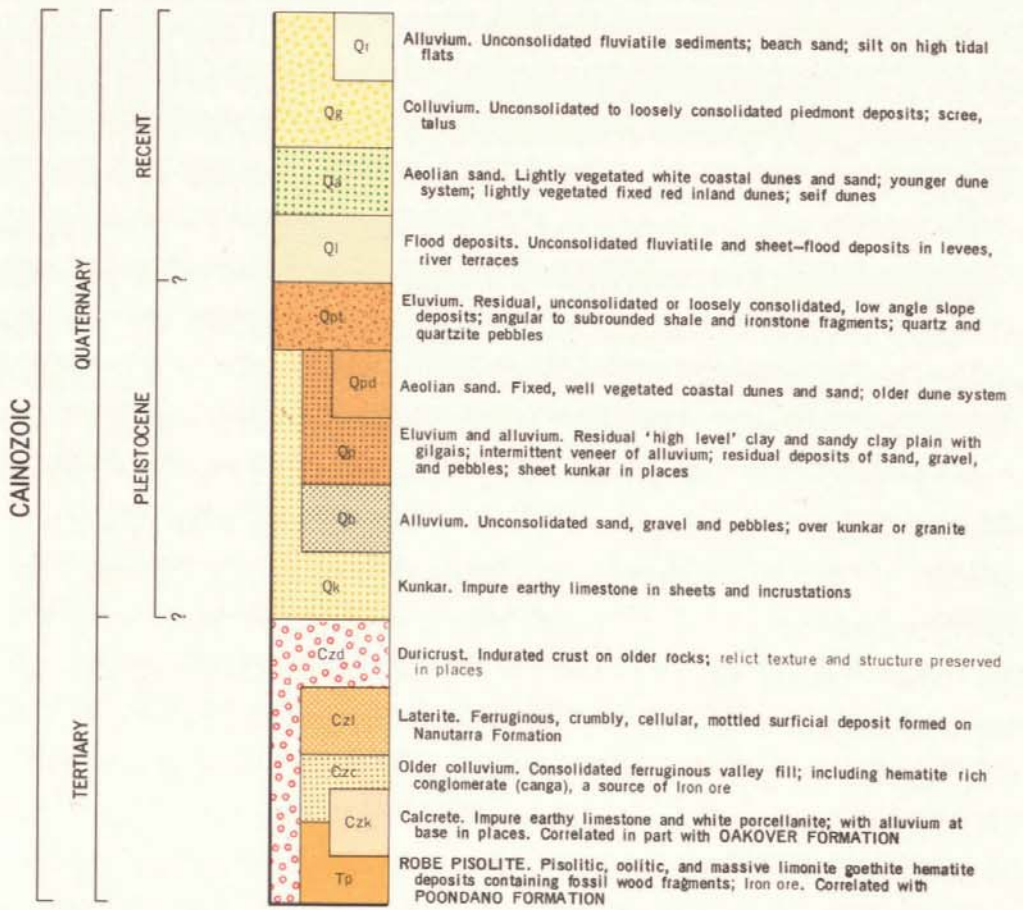 CAINOZOIC
QUATERNARY
TERTIARY
RECENT
PLEISTOCENE
?
?
Qr
Alluvium. Unconsolidated fluviatile sediments; beach sand; silt on high tidal
flats
Qg
Colluvium. Unconsolidated to loosely consolidated piedmont deposits; scree,
talus
Qa
Aeolian sand. Lightly vegetated white coastal dunes and sand; younger dune
system; lightly vegetated fixed red inland dunes; seif dunes
Ql
Flood deposits. Unconsolidated fluviatile and sheet-flood deposits in levees,
river terraces
Qpt
Eluvium. Residual, unconsolidated or loosely consolidated, low angle slope
deposits; angular to subrounded shale and ironstone fragments; quartz and
quartzite pebbles
Qpd
Aeolian sand. Fixed, well vegetated coastal dunes and sand; older dune system
Qp
Eluvium and alluvium. Residual 'high level' clay and sandy clay plain with
gilgais; intermittent veneer of alluvium; residual deposits of sand, gravel,
and pebbles; sheet kunkar in places
Qb
Alluvium. Unconsolidated sand, gravel and pebbles; over kunkar or granite
Qk
Kunkar. Impure earthy limestone in sheets and incrustations
Czd
Duricrust. Indurated crust on older rocks; relict texture and structure preserved
in places
Czl
Laterite. Ferruginous, crumbly, cellular, mottled surficial deposit formed on
Nanutarra Formation
Czc
Older colluvium. Consolidated ferruginous valley fill; including hematite rich
conglomerate (canga), a source of Iron ore
Czk
Calcrete. Impure earthy limestone and white porcellanite; with alluvium at
base in places. Correlated in part with OAKOVER FORMATION
Tp
ROBE PISOLITE. Pisolitic, oolitic, and massive limonite goethite hematite
deposits containing fossil wood fragments; Iron ore. Correlated with
POONDANO FORMATION